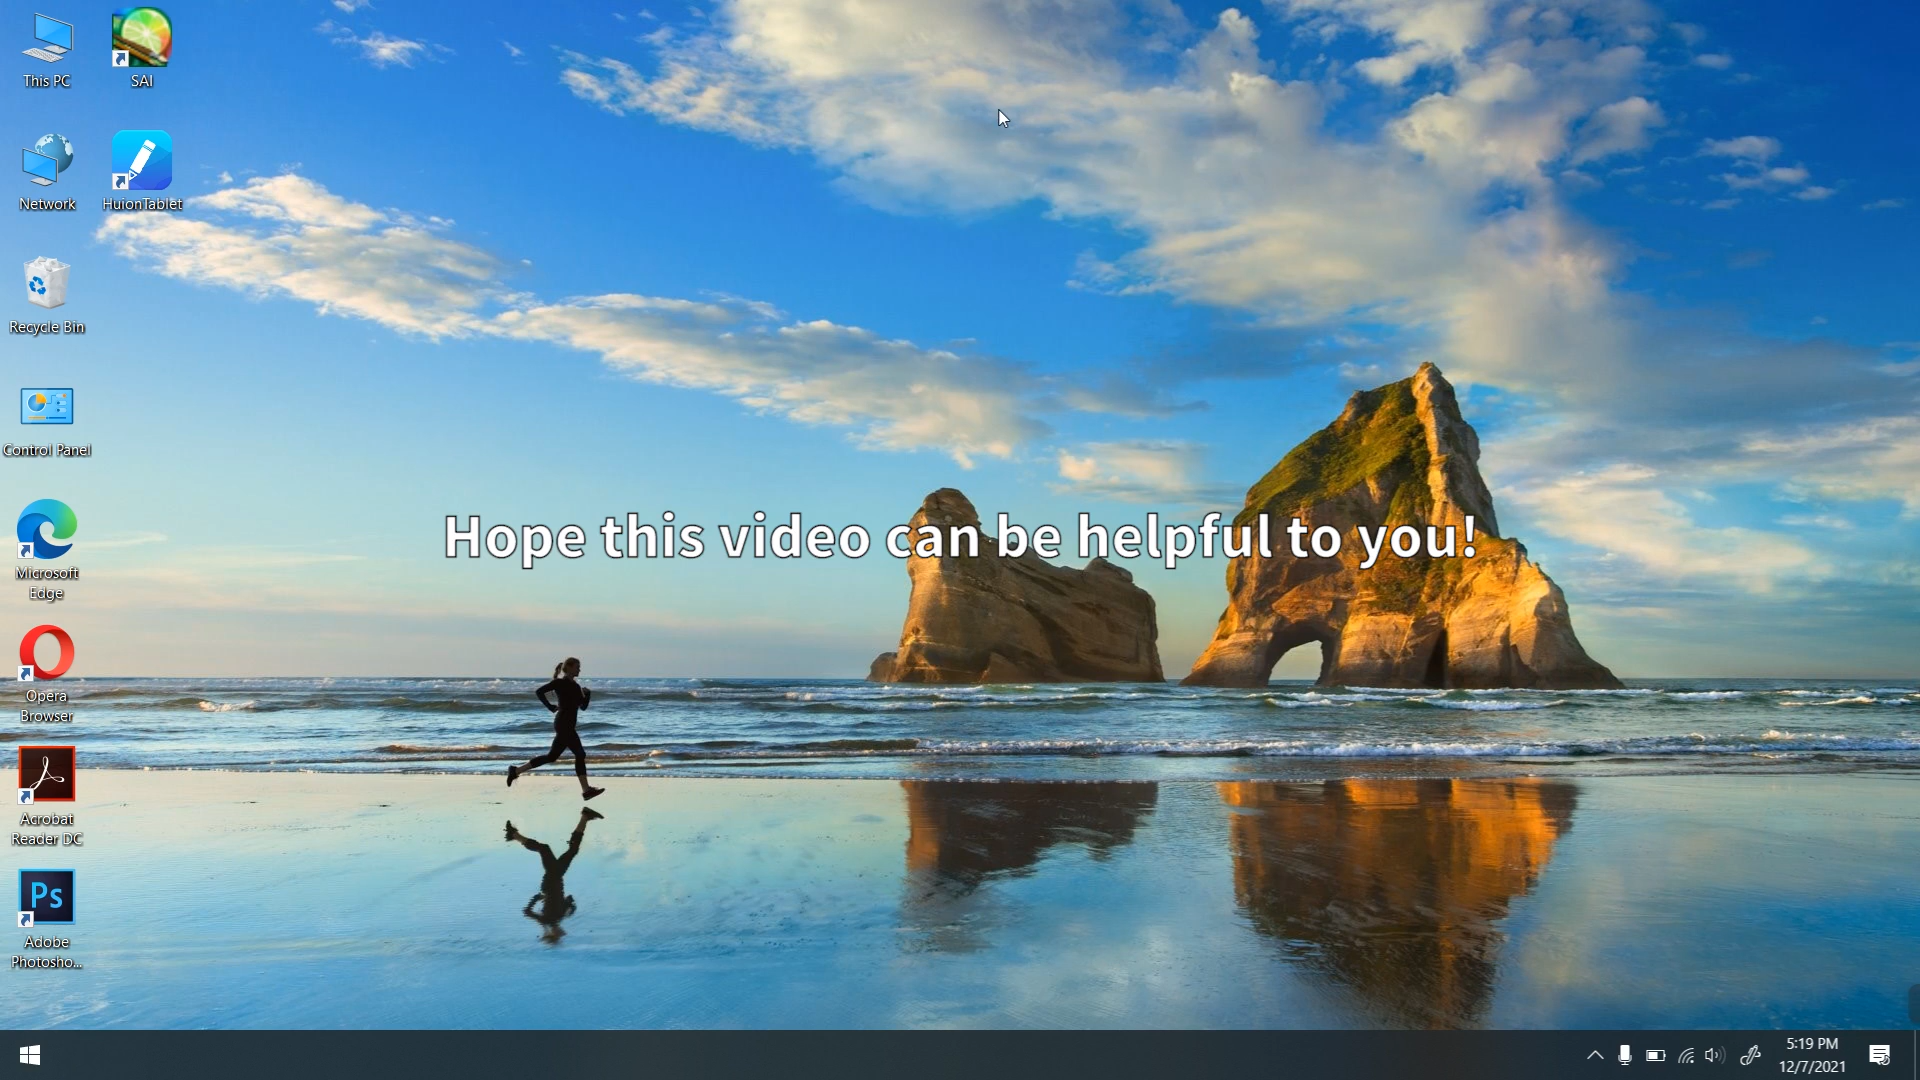 This PC
SAI
Network
HuionTablet
Recycle Bin
Control Panel
Microsoft
Edge
Opera
Browser
Acrobat
Reader DC
Ps
Adobe
Photosho...
Hope this video can be helpful to you!
5:19 PM
12/7/2021